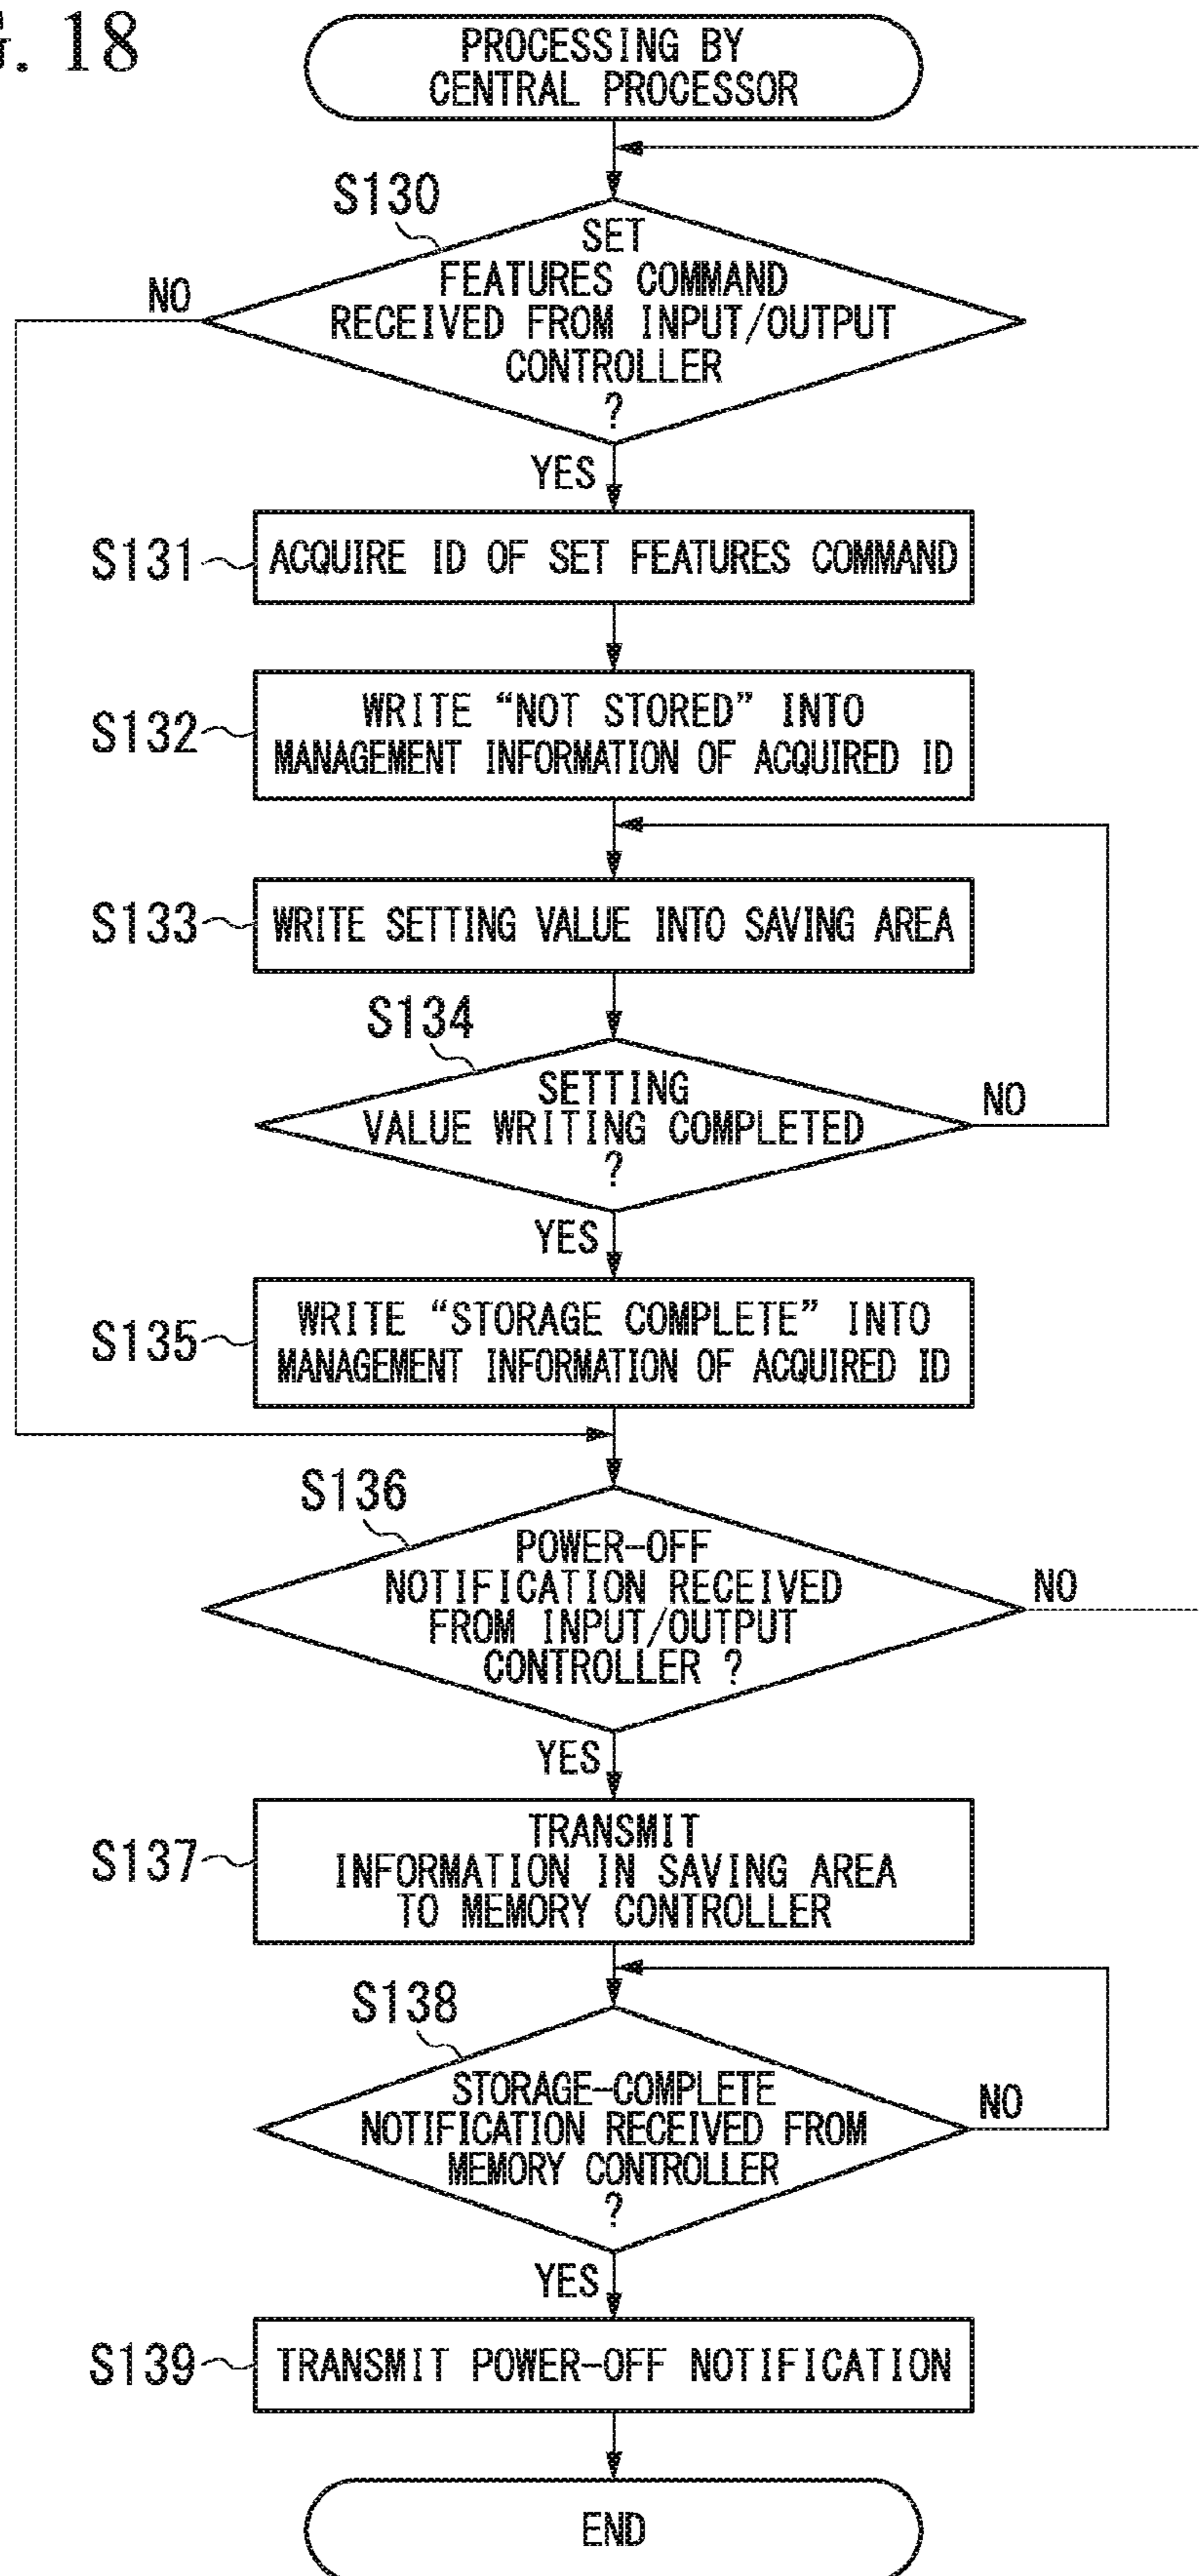 G. 18
PROCESSING BY
CENTRAL PROCESSOR
S130
SET
FEATURES COMMAND
RECEIVED FROM INPUT/OUTPUT
CONTROLLER
?
NO
YES
S131
ACQUIRE ID OF SET FEATURES COMMAND
S132
WRITE “NOT STORED” INTO
MANAGEMENT INFORMATION OF ACQUIRED ID
S133
WRITE SETTING VALUE INTO SAVING AREA
S134
SETTING
VALUE WRITING COMPLETED
?
NO
YES
S135
WRITE “STORAGE COMPLETE” INTO
MANAGEMENT INFORMATION OF ACQUIRED ID
S136
POWER-OFF
NOTIFICATION RECEIVED
FROM INPUT/OUTPUT
CONTROLLER ?
NO
YES
S137
TRANSMIT
INFORMATION IN SAVING AREA
TO MEMORY CONTROLLER
S138
STORAGE-COMPLETE
NOTIFICATION RECEIVED FROM
MEMORY CONTROLLER
?
NO
YES
S139
TRANSMIT POWER-OFF NOTIFICATION
END